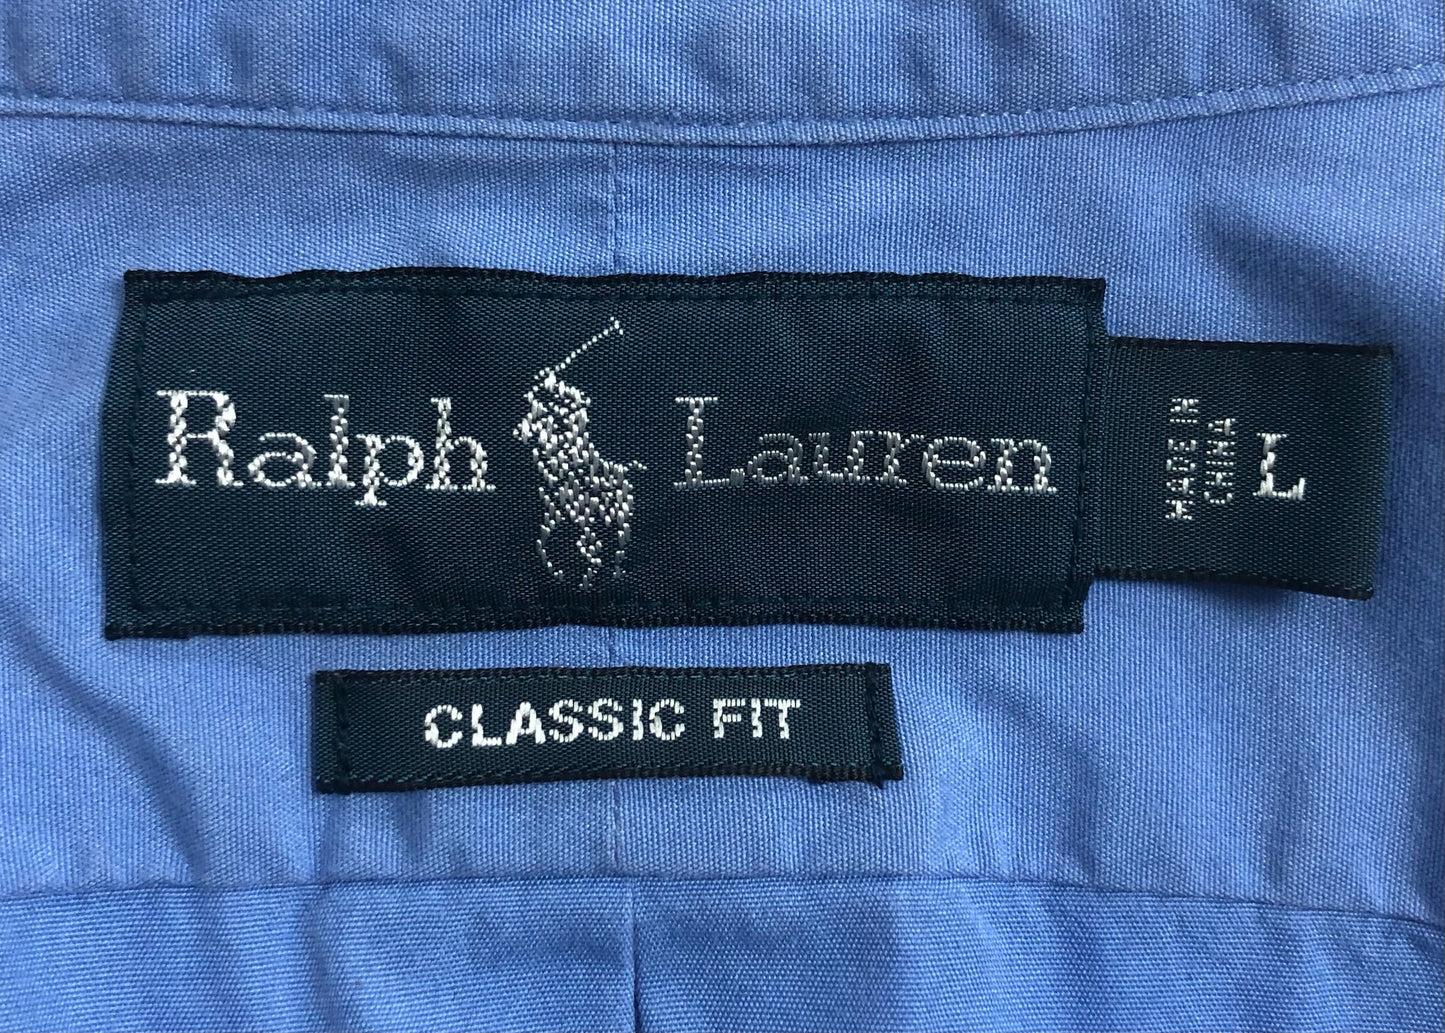 Ralph Lauren
MADE IN
CHINA
L
CLASSIC FIT